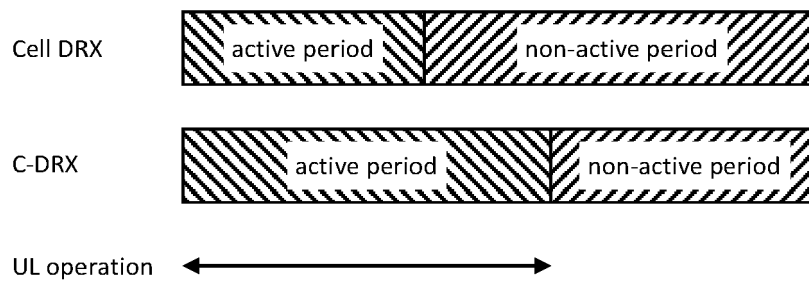 Cell DRX active period non-active period
C-DRX active period non-active period
UL operation